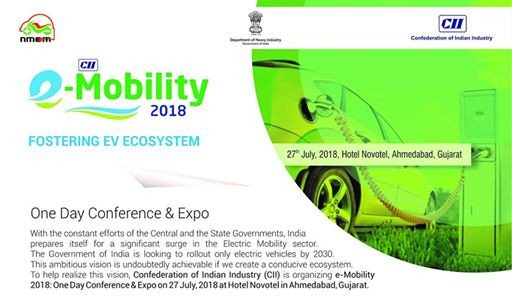 nmem
Department of Heavy Industry
Government of India
CII
Confederation of Indian Industry
CII
e-Mobility
2018
FOSTERING EV ECOSYSTEM
27th July, 2018, Hotel Novotel, Ahmedabad, Gujarat
One Day Conference & Expo
With the constant efforts of the Central and the State Governments, India
prepares itself for a significant surge in the Electric Mobility sector.
The Government of India is looking to rollout only electric vehicles by 2030.
This ambitious vision is undoubtedly achievable if we create a conducive ecosystem.
To help realize this vision, Confederation of Indian Industry (CII) is organizing e-Mobility
2018: One Day Conference & Expo on 27 July, 2018 at Hotel Novotel in Ahmedabad, Gujarat.